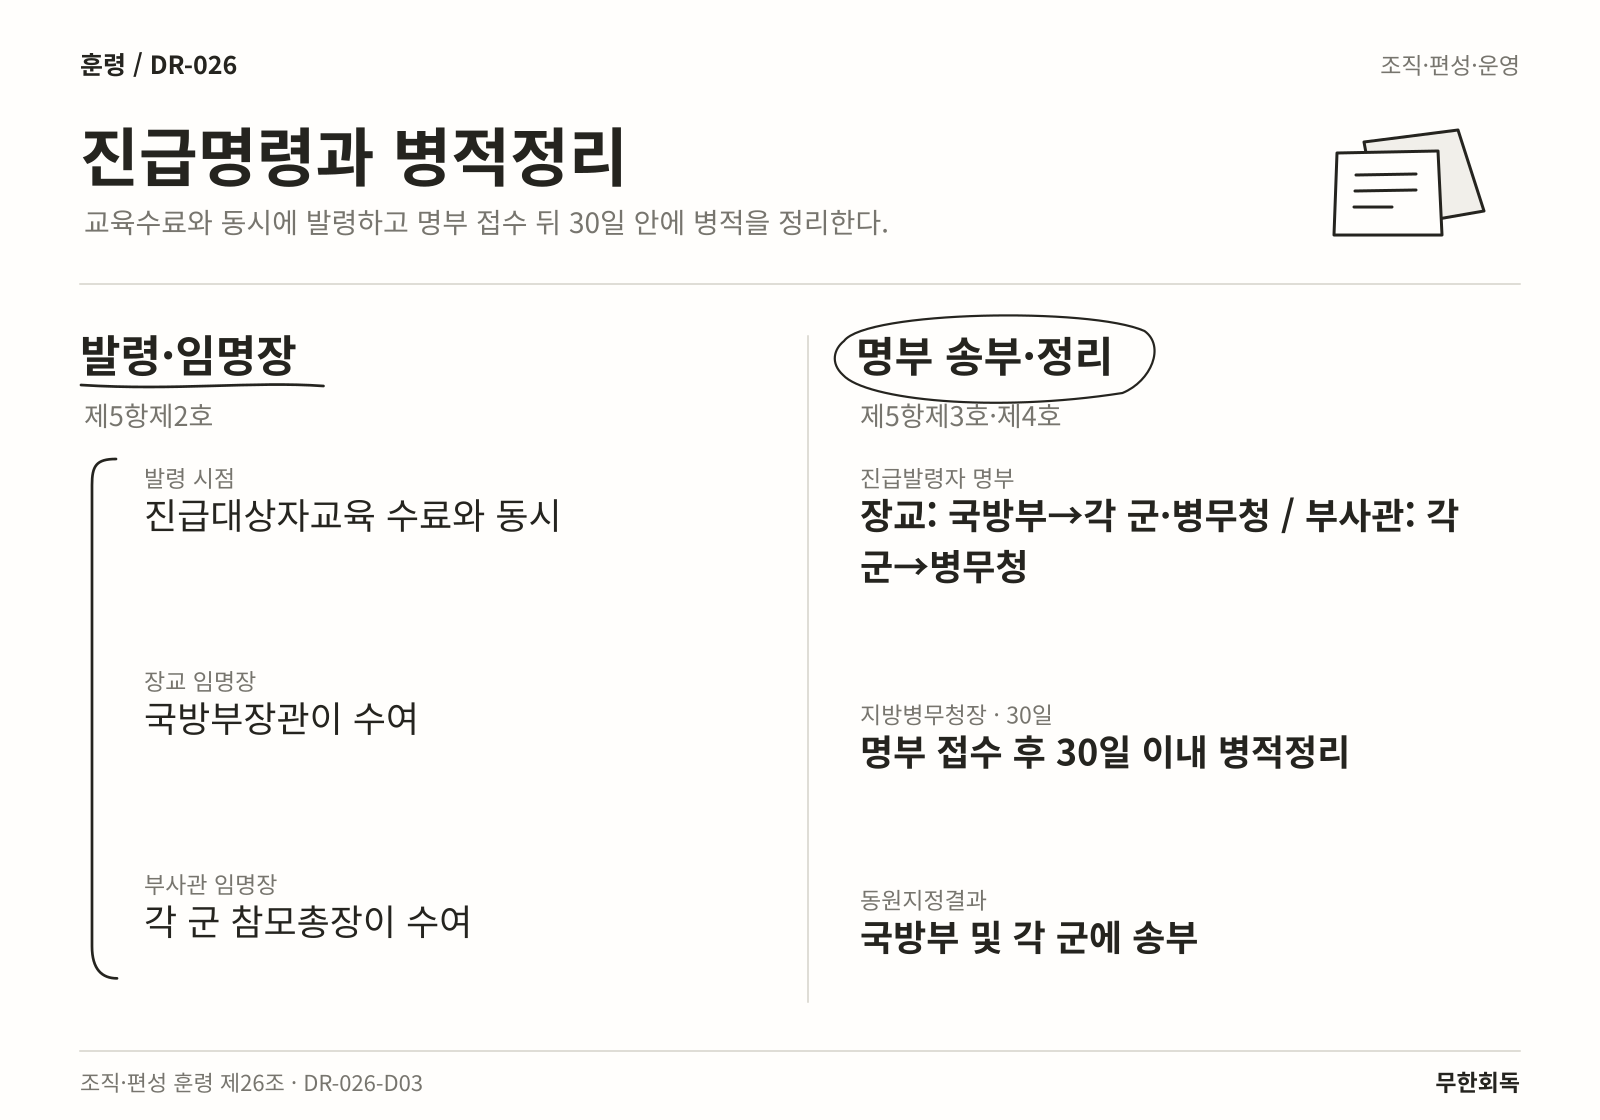 훈령 / DR-026
조직·편성·운영
진급명령과 병적정리
교육수료와 동시에 발령하고 명부 접수 뒤 30일 안에 병적을 정리한다.
발령·임명장
제5항제2호
발령 시점
진급대상자교육 수료와 동시
장교 임명장
국방부장관이 수여
부사관 임명장
각 군 참모총장이 수여
명부 송부·정리
제5항제3호·제4호
진급발령자 명부
장교: 국방부→각 군·병무청 / 부사관: 각
군→병무청
지방병무청장 · 30일
명부 접수 후 30일 이내 병적정리
동원지정결과
국방부 및 각 군에 송부
조직·편성 훈령 제26조 · DR-026-D03
무한회독